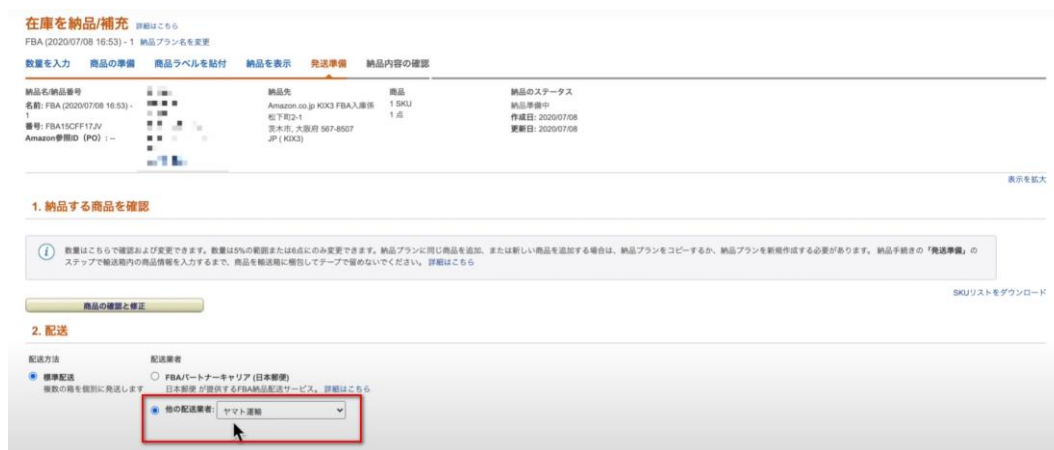 在庫を納品/補充 詳細はこちら
FBA (2020/07/08 16:53) - 1 納品プラン名を変更
数量を入力 商品の準備 商品ラベルを貼付 納品を表示 発送準備 納品内容の確認
納品名/納品番号
名前: FBA (2020/07/08 16:53) -
1
番号: FBA15CFF17JV
Amazon参照ID (PO) : --
納品先
Amazon.co.jp KIX3 FBA入庫係
松下町2-1
茨木市, 大阪府 567-8507
JP ( KIX3)
商品
1 SKU
1 点
納品のステータス
納品準備中
作成日: 2020/07/08
更新日: 2020/07/08
表示を拡大
1. 納品する商品を確認
数量はこちらで確認および変更できます。数量は5%の範囲または6点にのみ変更できます。納品プランに同じ商品を追加、または新しい商品を追加する場合は、納品プランをコピーするか、納品プランを新規作成する必要があります。 納品手続きの「発送準備」の
ステップで輸送箱内の商品情報を入力するまで、商品を輸送箱に梱包してテープで留めないでください。 詳細はこちら
SKUリストをダウンロード
商品の確認と修正
2. 配送
配送方法
標準配送
複数の箱を個別に発送します
配送業者
FBAパートナーキャリア (日本郵便)
日本郵便 が提供するFBA納品配送サービス。 詳細はこちら
他の配送業者: ヤマト運輸